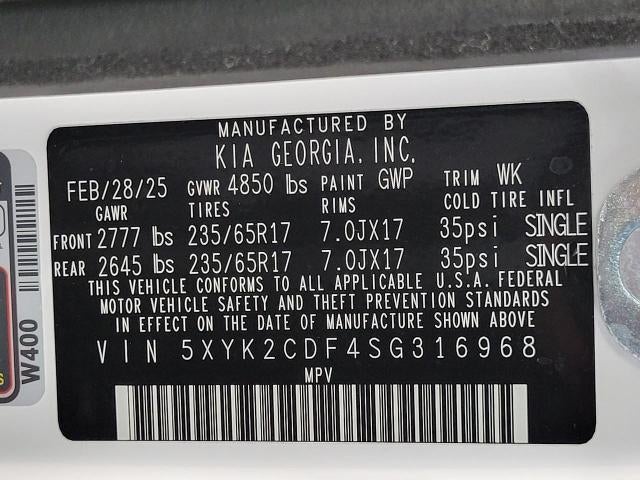 MANUFACTURED BY
KIA GEORGIA, INC.
FEB/28/25 GVWR 4850 lbs PAINT GWP TRIM WK
GAWR TIRES RIMS COLD TIRE INFL
FRONT 2777 lbs 235/65R17 7.0JX17 35psi SINGLE
REAR 2645 lbs 235/65R17 7.0JX17 35psi SINGLE
THIS VEHICLE CONFORMS TO ALL APPLICABLE U.S.A. FEDERAL
MOTOR VEHICLE SAFETY AND THEFT PREVENTION STANDARDS
IN EFFECT ON THE DATE OF MANUFACTURE SHOWN ABOVE
VIN 5XYK2CDF4SG316968
MPV
W400